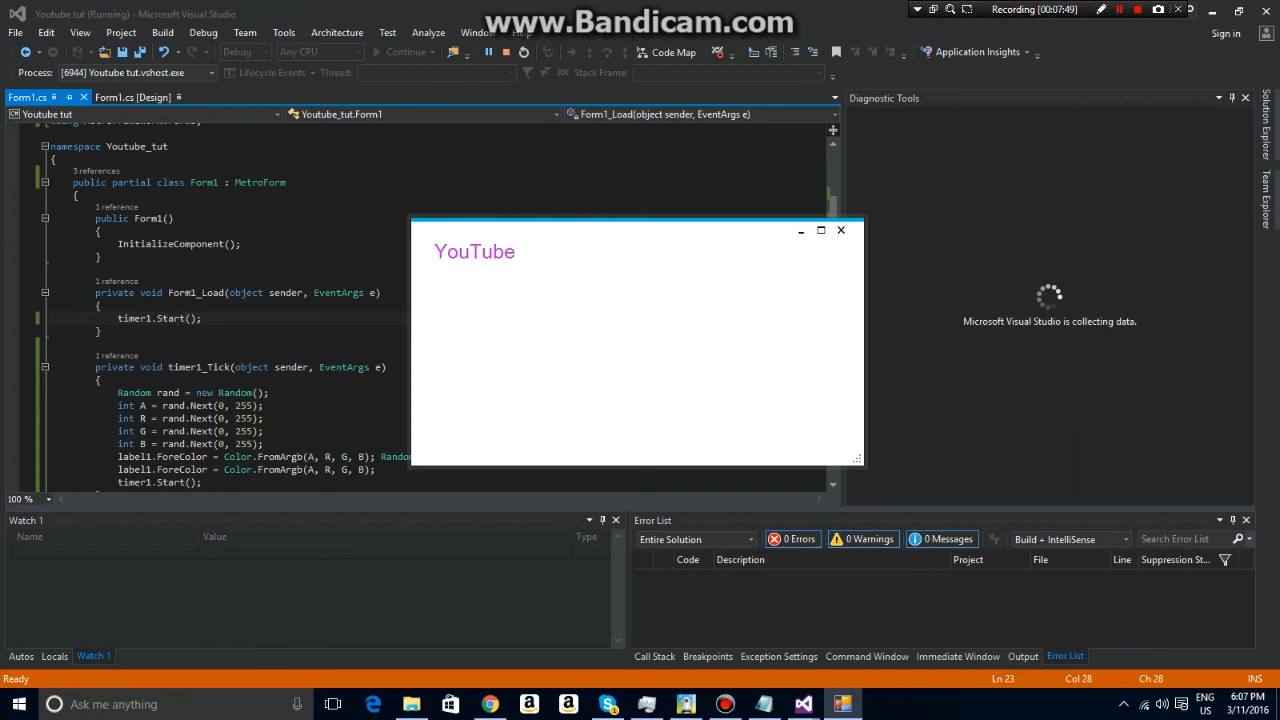 Youtube tut (Running) - Microsoft Visual Studio
www.Bandicam.com
Recording [00:07:49]
File Edit View Project Build Debug Team Tools Architecture Test Analyze Window
Sign in
Debug Any CPU Continue Code Map Application Insights
Process: [6944] Youtube tut.vshost.exe Lifecycle Events Thread: Stack Frame:
Form1.cs Form1.cs [Design]
Diagnostic Tools
Youtube tut Youtube_tut.Form1 Form1_Load(object sender, EventArgs e)
namespace Youtube_tut
{
3 references
public partial class Form1 : MetroForm
{
1 reference
public Form1()
{
InitializeComponent();
}
1 reference
private void Form1_Load(object sender, EventArgs e)
{
timer1.Start();
}
1 reference
private void timer1_Tick(object sender, EventArgs e)
{
Random rand = new Random();
int A = rand.Next(0, 255);
int R = rand.Next(0, 255);
int G = rand.Next(0, 255);
int B = rand.Next(0, 255);
label1.ForeColor = Color.FromArgb(A, R, G, B);
label1.ForeColor = Color.FromArgb(A, R, G, B);
timer1.Start();
YouTube
Microsoft Visual Studio is collecting data.
Solution Explorer
Team Explorer
100 %
Watch 1
Name Value Type
Error List
Entire Solution 0 Errors 0 Warnings 0 Messages Build + IntelliSense Search Error List
Code Description Project File Line Suppression St...
Autos Locals Watch 1
Call Stack Breakpoints Exception Settings Command Window Immediate Window Output Error List
Ready Ln 23 Col 28 Ch 28 INS
Ask me anything
ENG
US
6:07 PM
3/11/2016